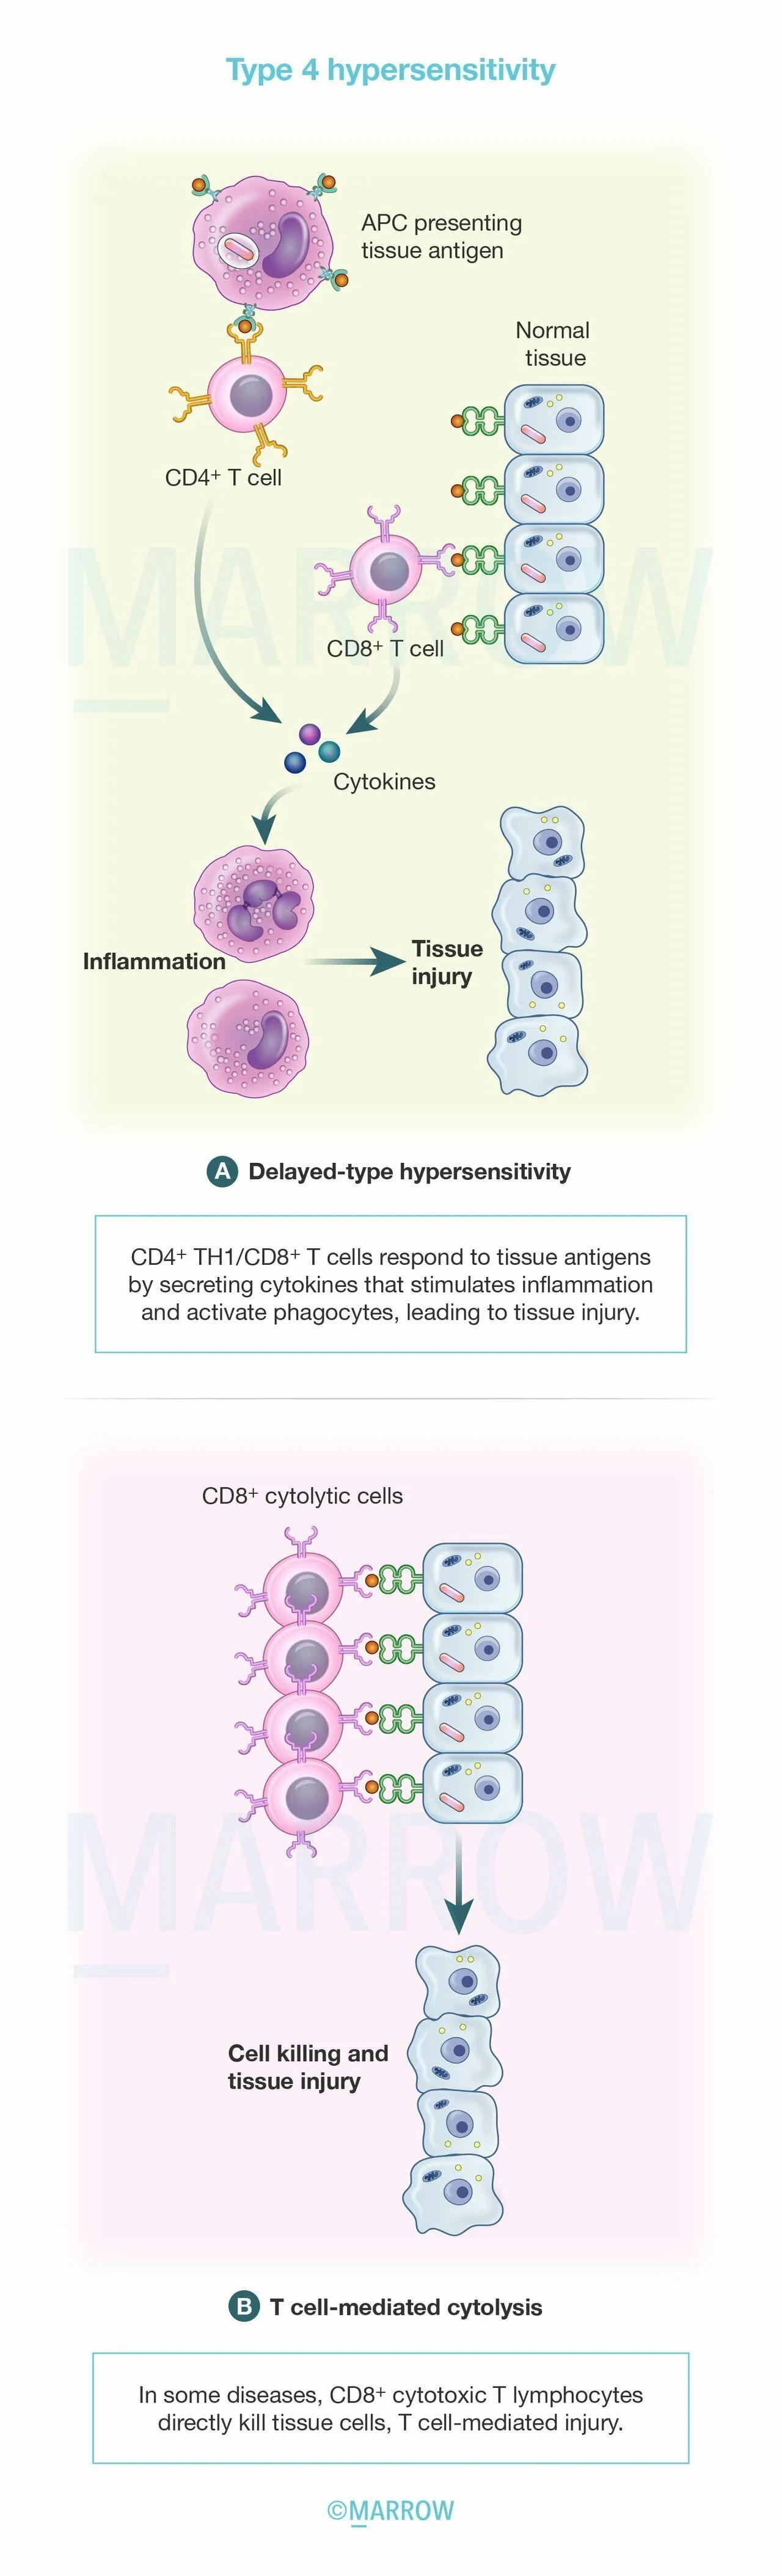 Type 4 hypersensitivity
APC presenting
tissue antigen
Normal
tissue
CD4⁺ T cell
CD8⁺ T cell
MARROW
Cytokines
Inflammation
Tissue
injury
A Delayed-type hypersensitivity
CD4⁺ TH1/CD8⁺ T cells respond to tissue antigens
by secreting cytokines that stimulates inflammation
and activate phagocytes, leading to tissue injury.
CD8⁺ cytolytic cells
MARROW
Cell killing and
tissue injury
B T cell-mediated cytolysis
In some diseases, CD8⁺ cytotoxic T lymphocytes
directly kill tissue cells, T cell-mediated injury.
©MARROW